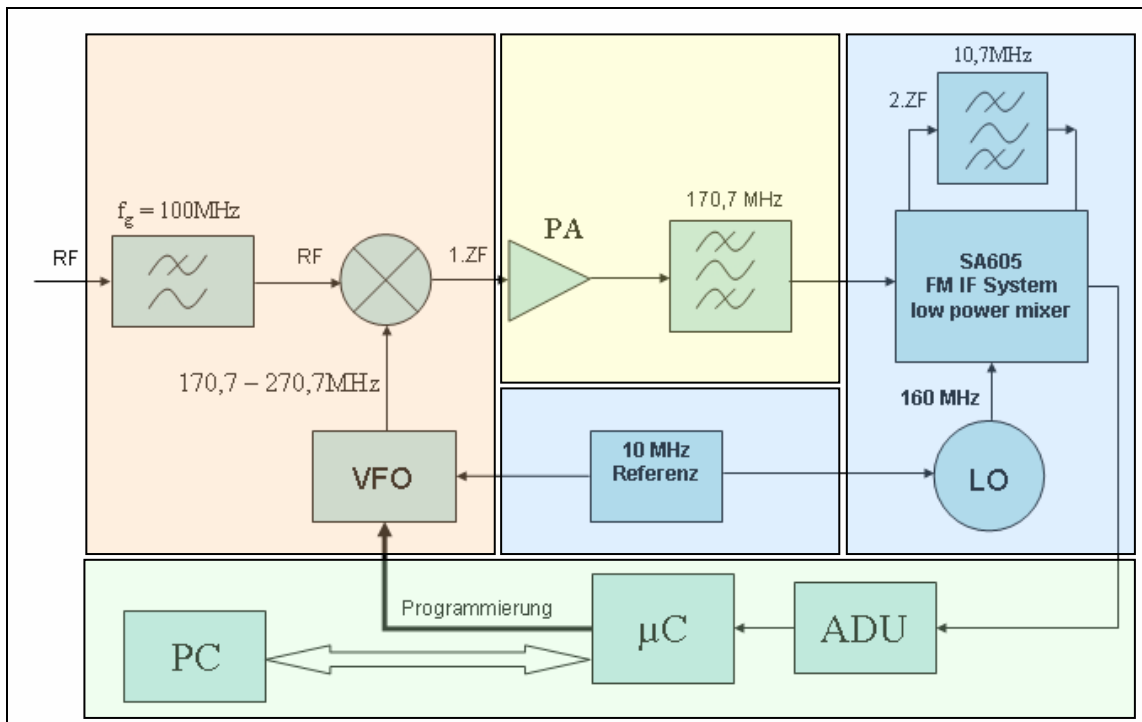 10,7MHz
2.ZF
f_g = 100MHz
RF
RF
1.ZF
PA
170,7 MHz
SA605
FM IF System
low power mixer
170,7 – 270,7MHz
160 MHz
VFO
10 MHz
Referenz
LO
Programmierung
PC
µC
ADU